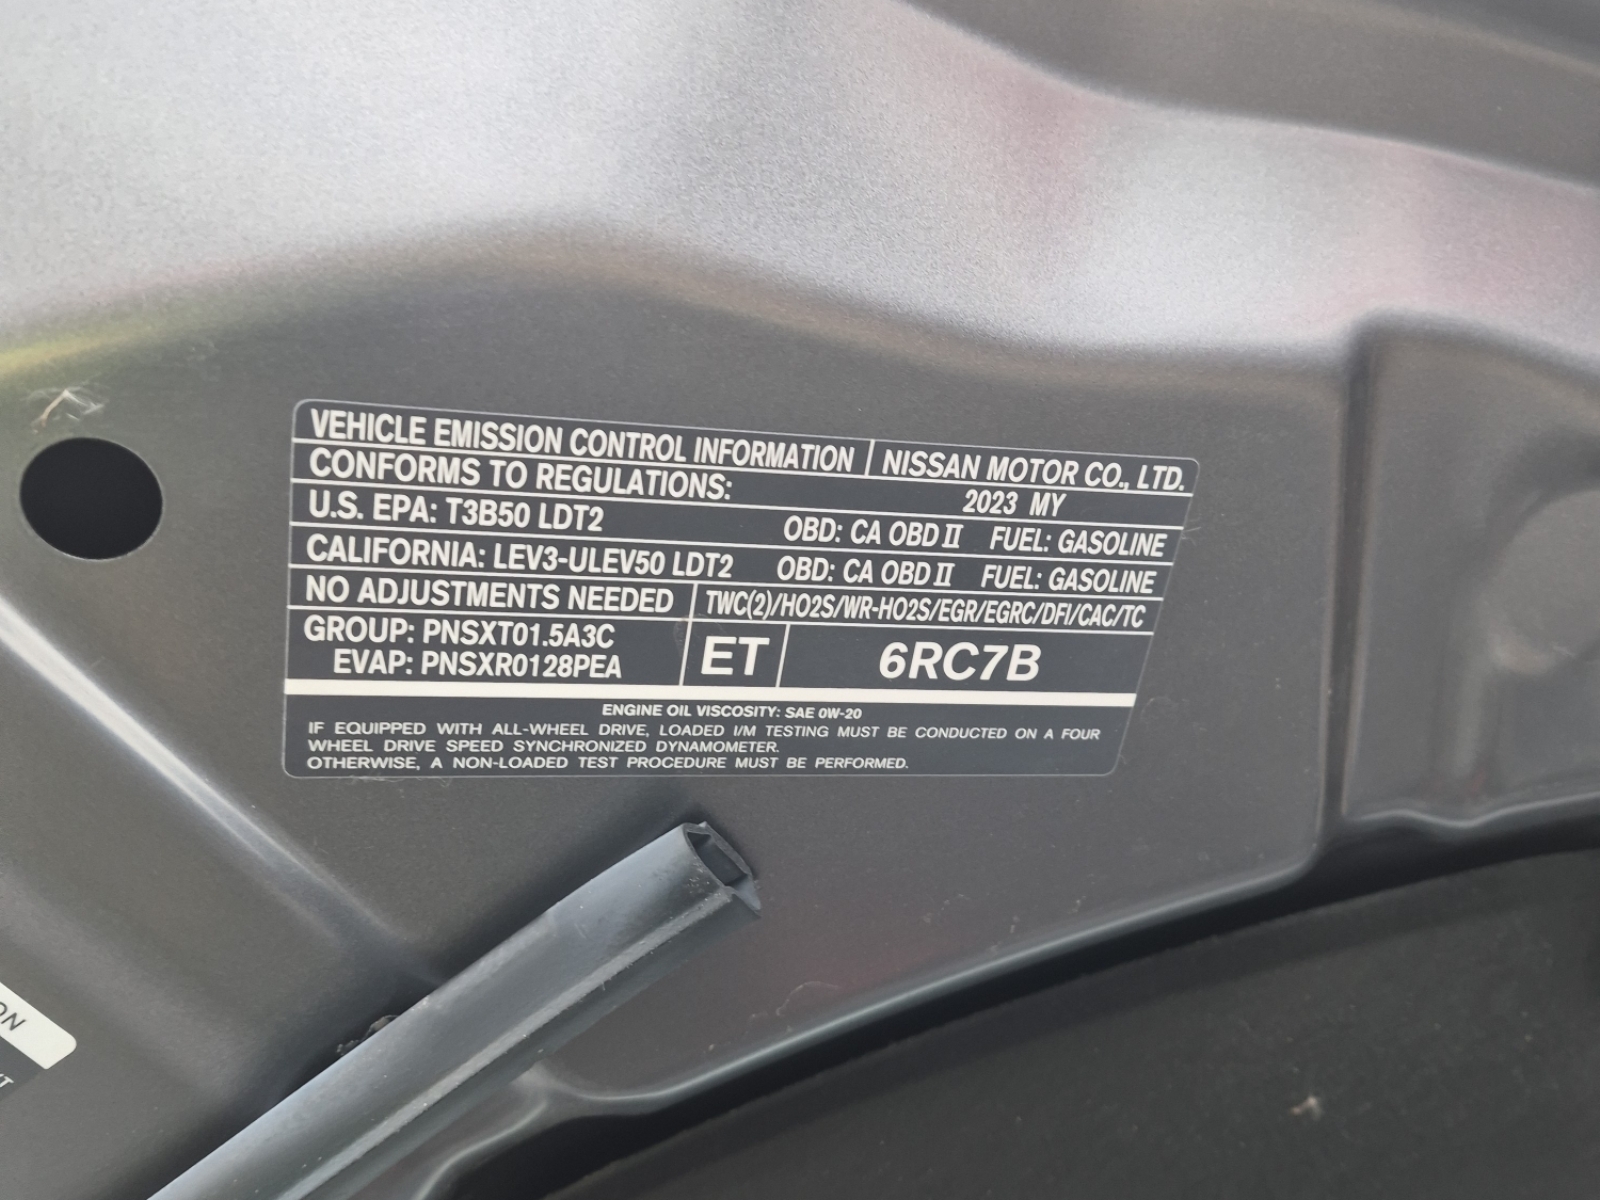 VEHICLE EMISSION CONTROL INFORMATION NISSAN MOTOR CO., LTD.
CONFORMS TO REGULATIONS: 2023 MY
U.S. EPA: T3B50 LDT2 OBD: CA OBD II FUEL: GASOLINE
CALIFORNIA: LEV3-ULEV50 LDT2 OBD: CA OBD II FUEL: GASOLINE
NO ADJUSTMENTS NEEDED TWC(2)/HO2S/WR-HO2S/EGR/EGRC/DFI/CAC/TC
GROUP: PNSXT01.5A3C
EVAP: PNSXR0128PEA
ET 6RC7B
ENGINE OIL VISCOSITY: SAE 0W-20
IF EQUIPPED WITH ALL-WHEEL DRIVE, LOADED I/M TESTING MUST BE CONDUCTED ON A FOUR
WHEEL DRIVE SPEED SYNCHRONIZED DYNAMOMETER.
OTHERWISE, A NON-LOADED TEST PROCEDURE MUST BE PERFORMED.